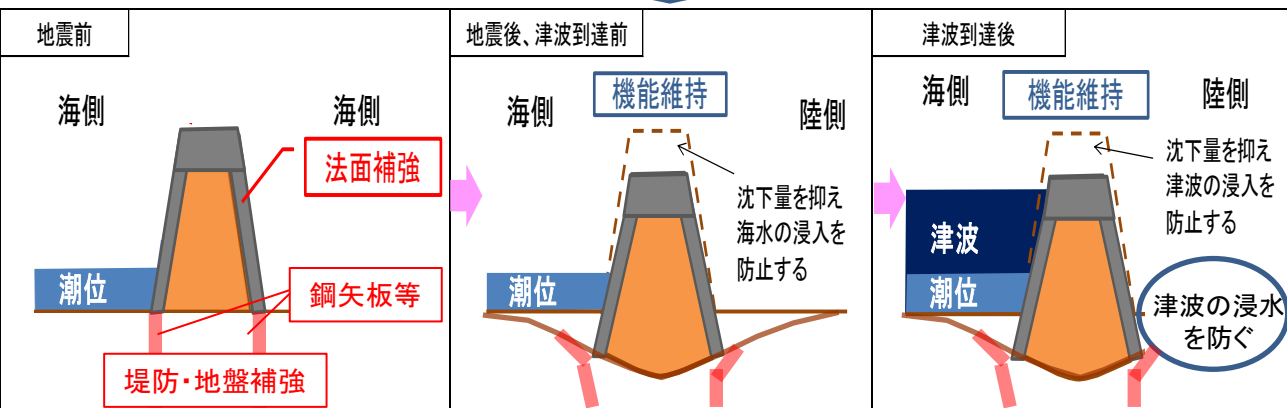 地震前
海側
海側
法面補強
潮位
鋼矢板等
堤防・地盤補強
地震後、津波到達前
機能維持
海側
陸側
沈下量を抑え
海水の浸入を
防止する
潮位
津波到達後
海側
機能維持
陸側
沈下量を抑え
津波の浸入を
防止する
津波
潮位
津波の浸水
を防ぐ